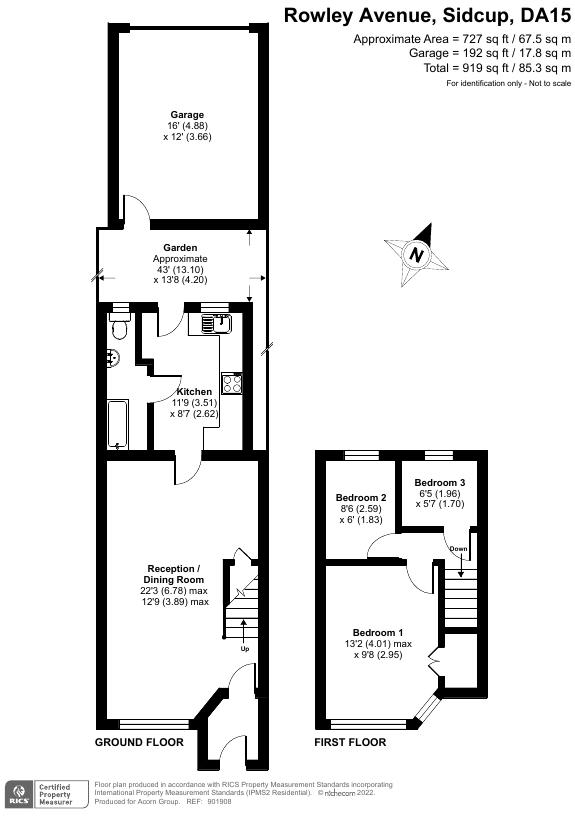 Rowley Avenue, Sidcup, DA15
Approximate Area = 727 sq ft / 67.5 sq m
Garage = 192 sq ft / 17.8 sq m
Total = 919 sq ft / 85.3 sq m
For identification only - Not to scale
Garage
16' (4.88)
x 12' (3.66)
Garden
Approximate
43' (13.10)
x 13'8 (4.20)
N
Kitchen
11'9 (3.51)
x 8'7 (2.62)
Reception /
Dining Room
22'3 (6.78) max
12'9 (3.89) max
Up
GROUND FLOOR
Bedroom 2
8'6 (2.59)
x 6' (1.83)
Bedroom 3
6'5 (1.96)
x 5'7 (1.70)
Down
Bedroom 1
13'2 (4.01) max
x 9'8 (2.95)
FIRST FLOOR
RICS
Certified
Property
Measurer
Floor plan produced in accordance with RICS Property Measurement Standards incorporating
International Property Measurement Standards (IPMS2 Residential). © nichecom 2022.
Produced for Acorn Group. REF: 901908